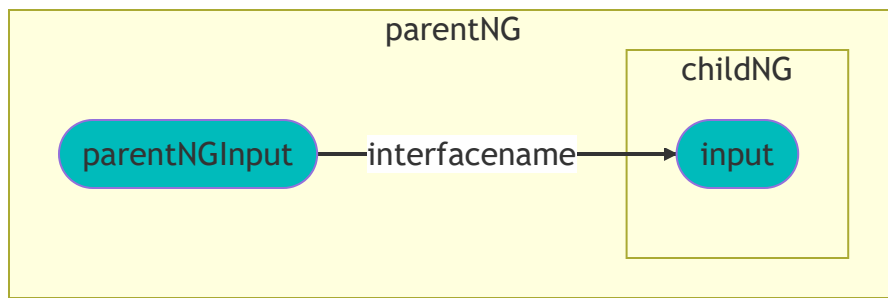 parentNG
childNG
parentNGInput
interfacename
input